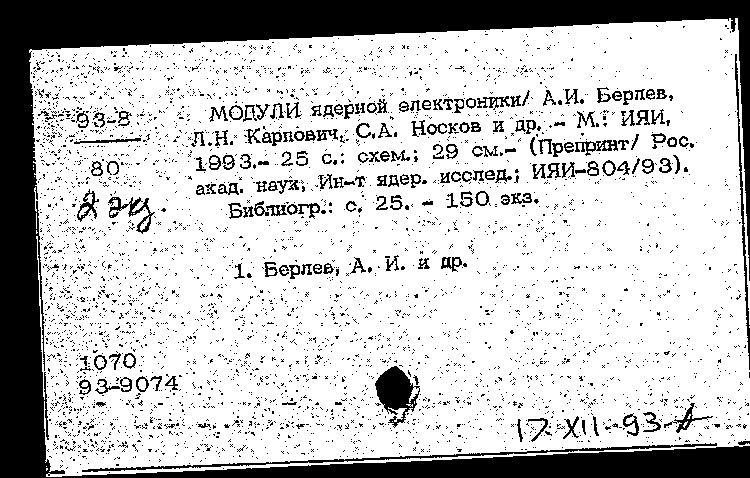 93-8
80
2 экз.
МОДУЛИ ядерной электроники/ А.И. Берлев,
Л.Н. Карпович, С.А. Носков и др. - М.: ИЯИ,
1993.- 25 с.: схем.; 29 см.- (Препринт/ Рос.
акад. наук, Ин-т ядер. исслед.; ИЯИ-804/93).
Библиогр.: с. 25. - 150 экз.
1. Берлев, А. И. и др.
1070
93-9074
17.XII.-93